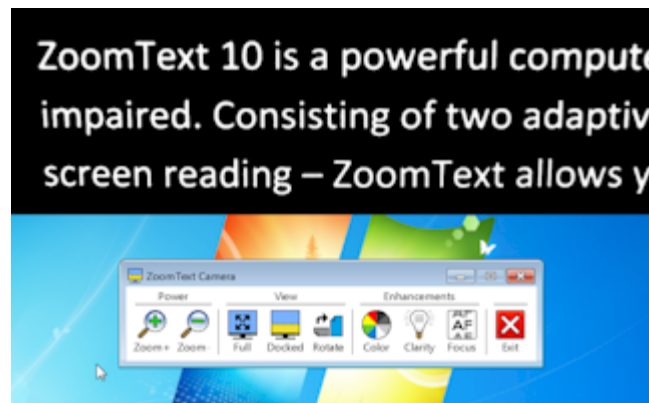 ZoomText 10 is a powerful compute
impaired. Consisting of two adaptiv
screen reading – ZoomText allows y
ZoomText Camera
Power View Enhancements
Zoom+ Zoom- Full Docked Rotate Color Clarity Focus Exit
AF